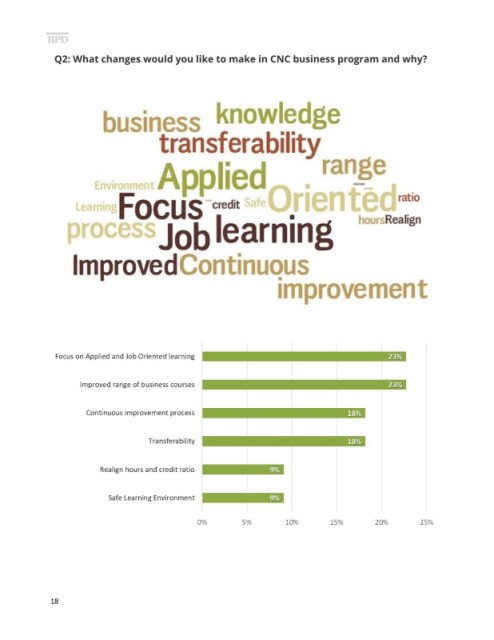 BPD
Q2: What changes would you like to make in CNC business program and why?
business knowledge
transferability
range
Environment Applied
Learning Focus credit Safe Oriented ratio
hours Realign
process Job learning
Improved Continuous
improvement
Focus on Applied and Job Oriented learning 23%
Improved range of business courses 23%
Continuous improvement process 18%
Transferability 18%
Realign hours and credit ratio 9%
Safe Learning Environment 9%
0% 5% 10% 15% 20% 25%
18